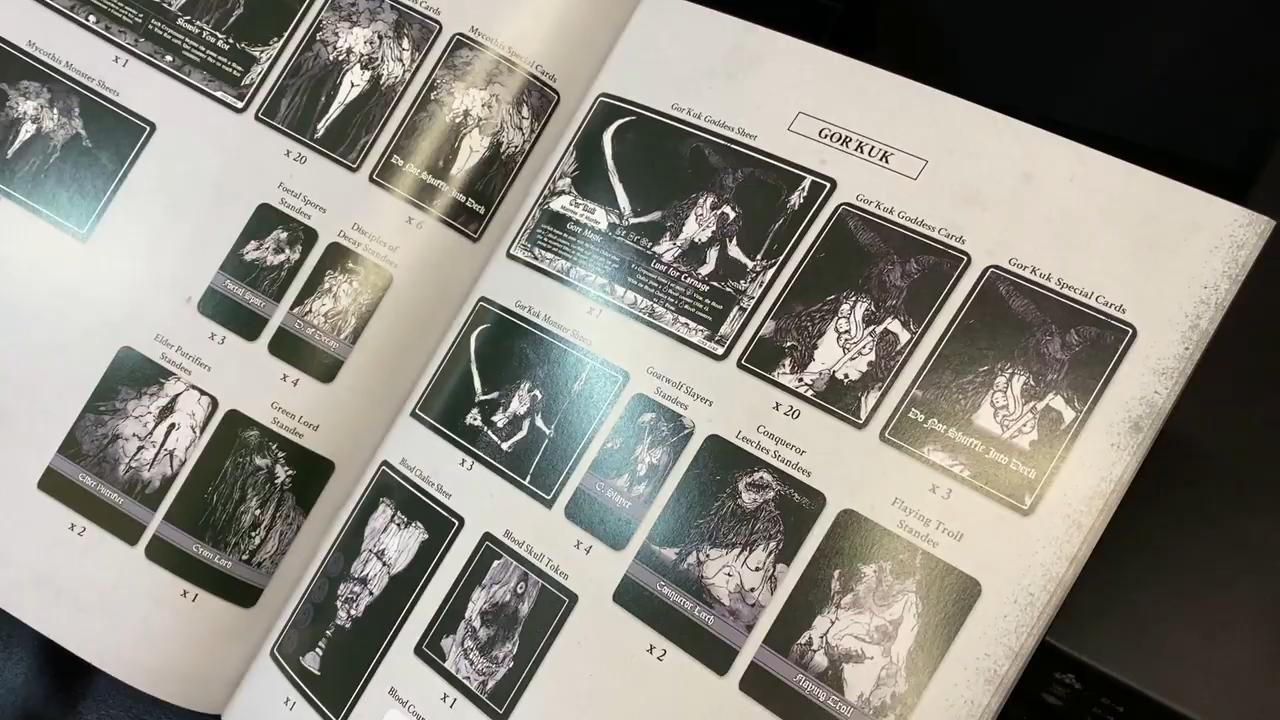 x 1
Slowly You Rot
x 20
Mycothis Special Cards
Do Not Shuffle Into Deck
x 6
Mycothis Monster Sheets
Foetal Spores
Standees
Foetal Spore
x 3
Disciples of
Decay Standees
D. of Decay
x 4
Elder Putrifiers
Standees
Elder Putrifier
x 2
Green Lord
Standee
Green Lord
x 1
GOR'KUK
Gor'Kuk Goddess Sheet
Gor'Kuk
Gore Magic
Lust for Carnage
x 1
Gor'Kuk Goddess Cards
x 20
Gor'Kuk Special Cards
Do Not Shuffle Into Deck
x 3
Gor'Kuk Monster Sheets
x 3
Goatwolf Slayers
Standees
G. Slayer
x 4
Conqueror
Leeches Standees
x 2
Flaying Troll
Standee
Flaying Troll
Blood Chalice Sheet
x 1
Blood Skull Token
x 1